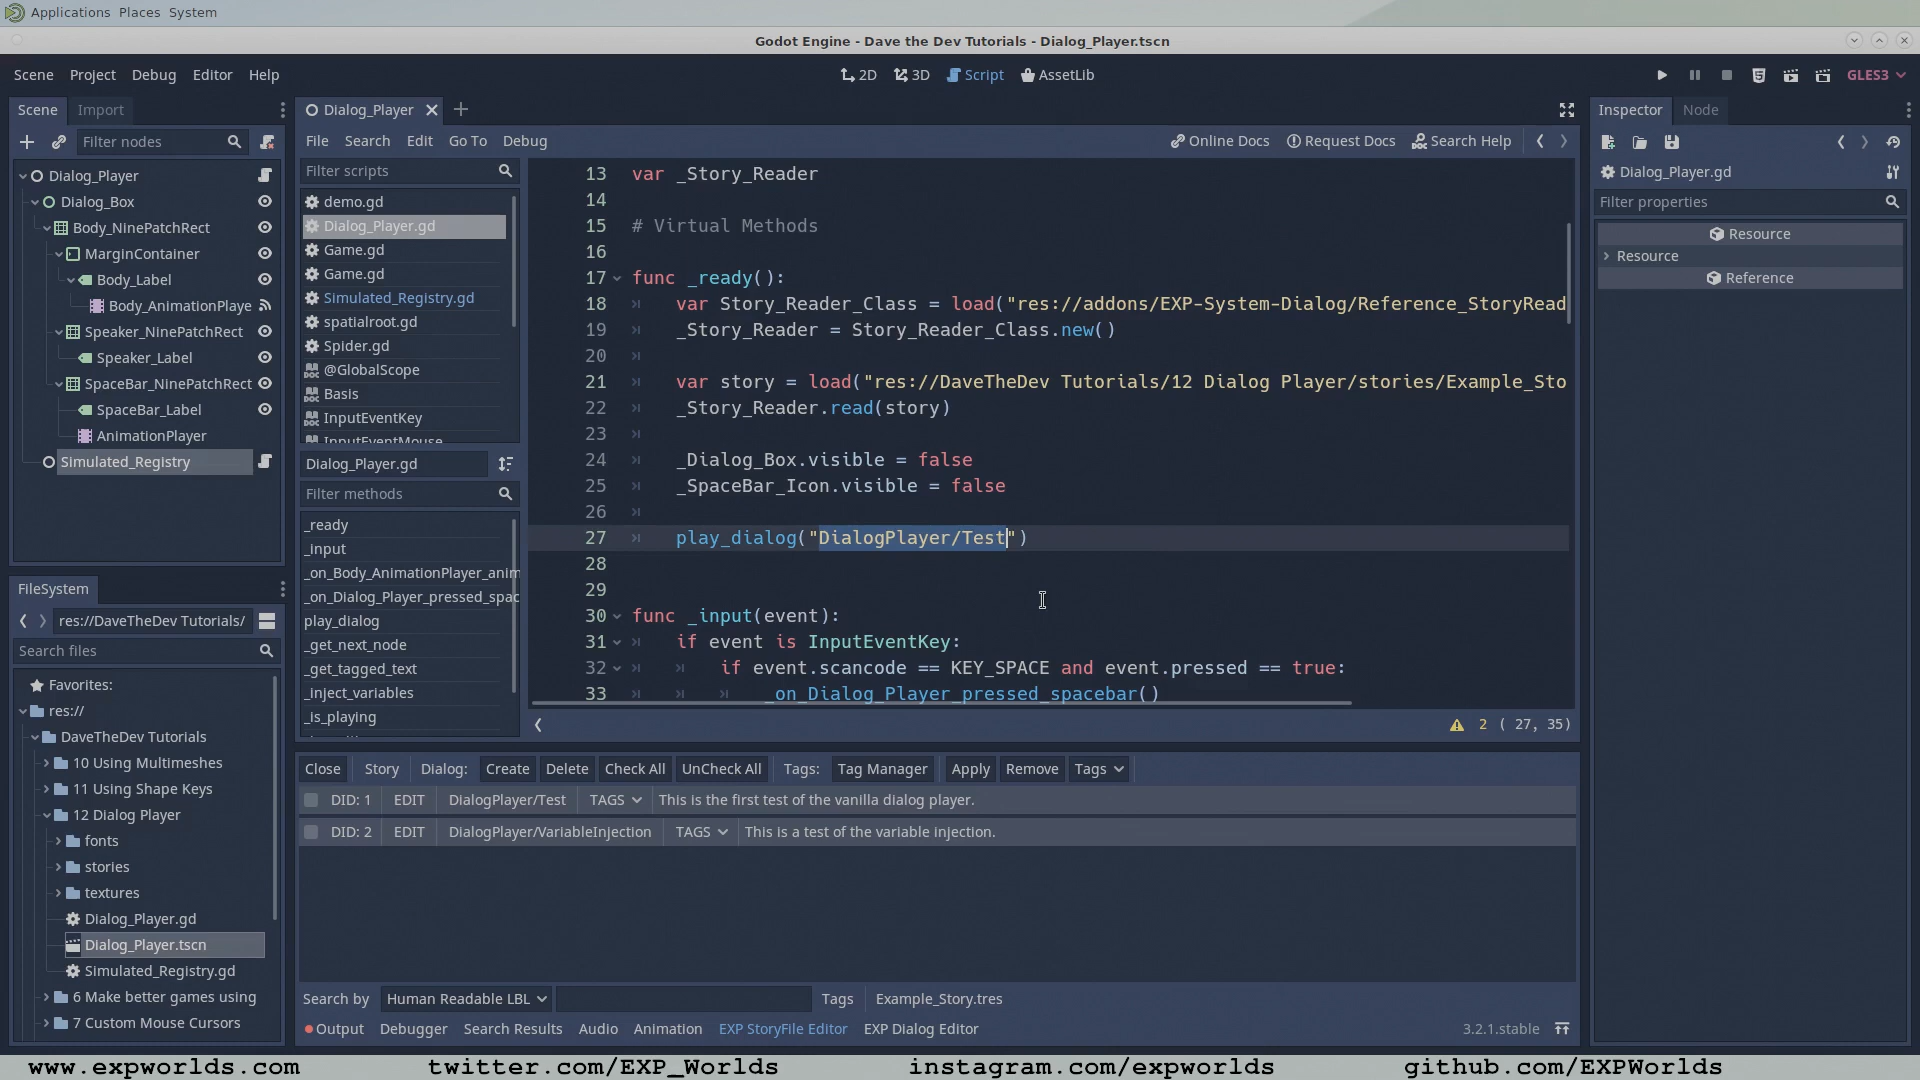 Applications Places System
Godot Engine - Dave the Dev Tutorials - Dialog_Player.tscn
Scene Project Debug Editor Help
2D 3D Script AssetLib
GLES3
Scene Import
Filter nodes
Dialog_Player
Dialog_Box
Body_NinePatchRect
MarginContainer
Body_Label
Body_AnimationPlaye
Speaker_NinePatchRect
Speaker_Label
SpaceBar_NinePatchRect
SpaceBar_Label
AnimationPlayer
Simulated_Registry
FileSystem
res://DaveTheDev Tutorials/
Search files
Favorites:
res://
DaveTheDev Tutorials
10 Using Multimeshes
11 Using Shape Keys
12 Dialog Player
fonts
stories
textures
Dialog_Player.gd
Dialog_Player.tscn
Simulated_Registry.gd
6 Make better games using
7 Custom Mouse Cursors
Dialog_Player
File Search Edit Go To Debug
Online Docs Request Docs Search Help
Filter scripts
demo.gd
Dialog_Player.gd
Game.gd
Game.gd
Simulated_Registry.gd
spatialroot.gd
Spider.gd
@GlobalScope
Basis
InputEventKey
InputEventMouse
Dialog_Player.gd
Filter methods
_ready
_input
_on_Body_AnimationPlayer_anim
_on_Dialog_Player_pressed_spac
play_dialog
_get_next_node
_get_tagged_text
_inject_variables
_is_playing
13 var _Story_Reader
14
15 # Virtual Methods
16
17 func _ready():
18 var Story_Reader_Class = load("res://addons/EXP-System-Dialog/Reference_StoryRead
19 _Story_Reader = Story_Reader_Class.new()
20
21 var story = load("res://DaveTheDev Tutorials/12 Dialog Player/stories/Example_Sto
22 _Story_Reader.read(story)
23
24 _Dialog_Box.visible = false
25 _SpaceBar_Icon.visible = false
26
27 play_dialog("DialogPlayer/Test")
28
29
30 func _input(event):
31 if event is InputEventKey:
32 if event.scancode == KEY_SPACE and event.pressed == true:
33 _on_Dialog_Player_pressed_spacebar()
2 ( 27, 35)
Close Story Dialog: Create Delete Check All UnCheck All Tags: Tag Manager Apply Remove Tags
DID: 1 EDIT DialogPlayer/Test TAGS This is the first test of the vanilla dialog player.
DID: 2 EDIT DialogPlayer/VariableInjection TAGS This is a test of the variable injection.
Search by Human Readable LBL Tags Example_Story.tres
Output Debugger Search Results Audio Animation EXP StoryFile Editor EXP Dialog Editor 3.2.1.stable
Inspector Node
Dialog_Player.gd
Filter properties
Resource
Resource
Reference
www.expworlds.com twitter.com/EXP_Worlds instagram.com/expworlds github.com/EXPWorlds